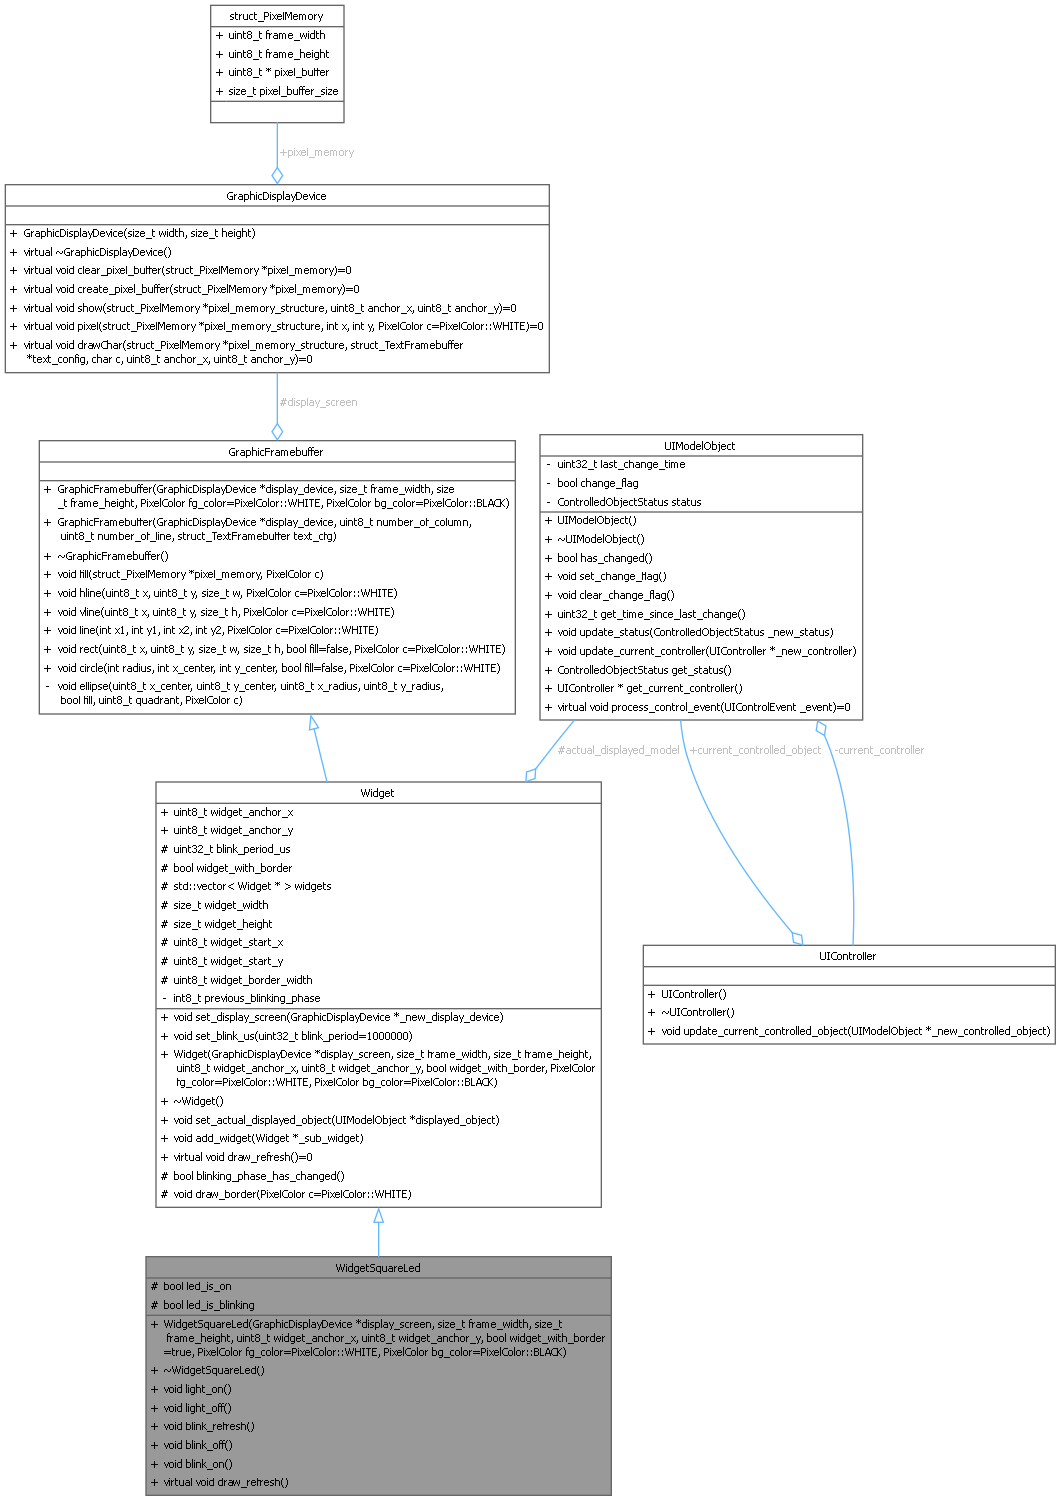 struct_PixelMemory
+ uint8_t frame_width
+ uint8_t frame_height
+ uint8_t * pixel_buffer
+ size_t pixel_buffer_size
+pixel_memory
GraphicDisplayDevice
+ GraphicDisplayDevice(size_t width, size_t height)
+ virtual ~GraphicDisplayDevice()
+ virtual void clear_pixel_buffer(struct_PixelMemory *pixel_memory)=0
+ virtual void create_pixel_buffer(struct_PixelMemory *pixel_memory)=0
+ virtual void show(struct_PixelMemory *pixel_memory_structure, uint8_t anchor_x, uint8_t anchor_y)=0
+ virtual void pixel(struct_PixelMemory *pixel_memory_structure, int x, int y, PixelColor c=PixelColor::WHITE)=0
+ virtual void drawChar(struct_PixelMemory *pixel_memory_structure, struct_TextFramebuffer
*text_config, char c, uint8_t anchor_x, uint8_t anchor_y)=0
#display_screen
GraphicFramebuffer
+ GraphicFramebuffer(GraphicDisplayDevice *display_device, size_t frame_width, size
_t frame_height, PixelColor fg_color=PixelColor::WHITE, PixelColor bg_color=PixelColor::BLACK)
+ GraphicFramebuffer(GraphicDisplayDevice *display_device, uint8_t number_of_column,
uint8_t number_of_line, struct_TextFramebuffer text_cfg)
+ ~GraphicFramebuffer()
+ void fill(struct_PixelMemory *pixel_memory, PixelColor c)
+ void hline(uint8_t x, uint8_t y, size_t w, PixelColor c=PixelColor::WHITE)
+ void vline(uint8_t x, uint8_t y, size_t h, PixelColor c=PixelColor::WHITE)
+ void line(int x1, int y1, int x2, int y2, PixelColor c=PixelColor::WHITE)
+ void rect(uint8_t x, uint8_t y, size_t w, size_t h, bool fill=false, PixelColor c=PixelColor::WHITE)
+ void circle(int radius, int x_center, int y_center, bool fill=false, PixelColor c=PixelColor::WHITE)
- void ellipse(uint8_t x_center, uint8_t y_center, uint8_t x_radius, uint8_t y_radius,
bool fill, uint8_t quadrant, PixelColor c)
UIModelObject
- uint32_t last_change_time
- bool change_flag
- ControlledObjectStatus status
+ UIModelObject()
+ ~UIModelObject()
+ bool has_changed()
+ void set_change_flag()
+ void clear_change_flag()
+ uint32_t get_time_since_last_change()
+ void update_status(ControlledObjectStatus _new_status)
+ void update_current_controller(UIController *_new_controller)
+ ControlledObjectStatus get_status()
+ UIController * get_current_controller()
+ virtual void process_control_event(UIControlEvent _event)=0
#actual_displayed_model
+current_controlled_object
-current_controller
Widget
+ uint8_t widget_anchor_x
+ uint8_t widget_anchor_y
# uint32_t blink_period_us
# bool widget_with_border
# std::vector< Widget * > widgets
# size_t widget_width
# size_t widget_height
# uint8_t widget_start_x
# uint8_t widget_start_y
# uint8_t widget_border_width
- int8_t previous_blinking_phase
+ void set_display_screen(GraphicDisplayDevice *_new_display_device)
+ void set_blink_us(uint32_t blink_period=1000000)
+ Widget(GraphicDisplayDevice *display_screen, size_t frame_width, size_t frame_height,
uint8_t widget_anchor_x, uint8_t widget_anchor_y, bool widget_with_border, PixelColor
fg_color=PixelColor::WHITE, PixelColor bg_color=PixelColor::BLACK)
+ ~Widget()
+ void set_actual_displayed_object(UIModelObject *displayed_object)
+ void add_widget(Widget *_sub_widget)
+ virtual void draw_refresh()=0
# bool blinking_phase_has_changed()
# void draw_border(PixelColor c=PixelColor::WHITE)
UIController
+ UIController()
+ ~UIController()
+ void update_current_controlled_object(UIModelObject *_new_controlled_object)
WidgetSquareLed
# bool led_is_on
# bool led_is_blinking
+ WidgetSquareLed(GraphicDisplayDevice *display_screen, size_t frame_width, size_t
frame_height, uint8_t widget_anchor_x, uint8_t widget_anchor_y, bool widget_with_border
=true, PixelColor fg_color=PixelColor::WHITE, PixelColor bg_color=PixelColor::BLACK)
+ ~WidgetSquareLed()
+ void light_on()
+ void light_off()
+ void blink_refresh()
+ void blink_off()
+ void blink_on()
+ virtual void draw_refresh()